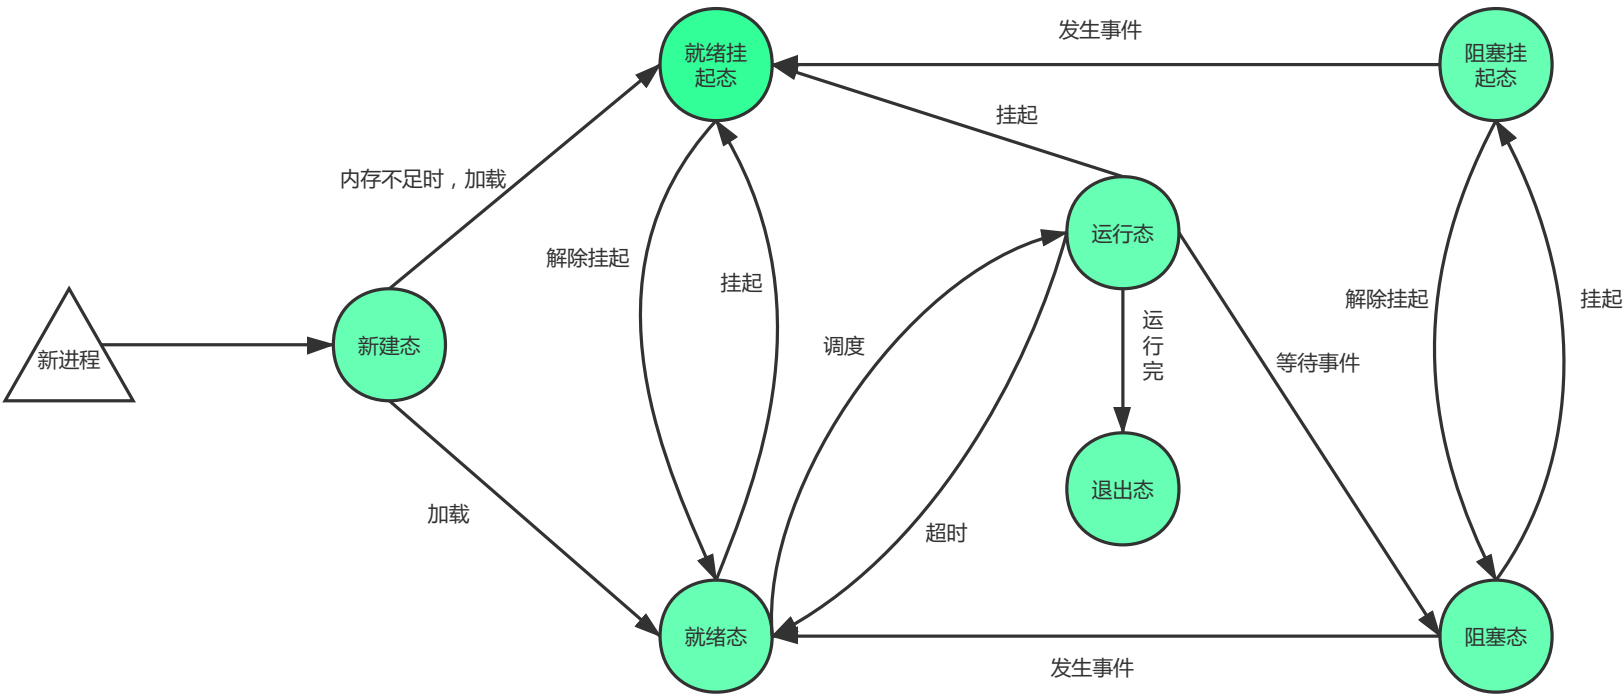 发生事件
就绪挂
起态
阻塞挂
起态
挂起
内存不足时，加载
运行态
解除挂起
挂起
解除挂起
挂起
新进程
新建态
调度
运
行
完
等待事件
退出态
加载
超时
就绪态
阻塞态
发生事件